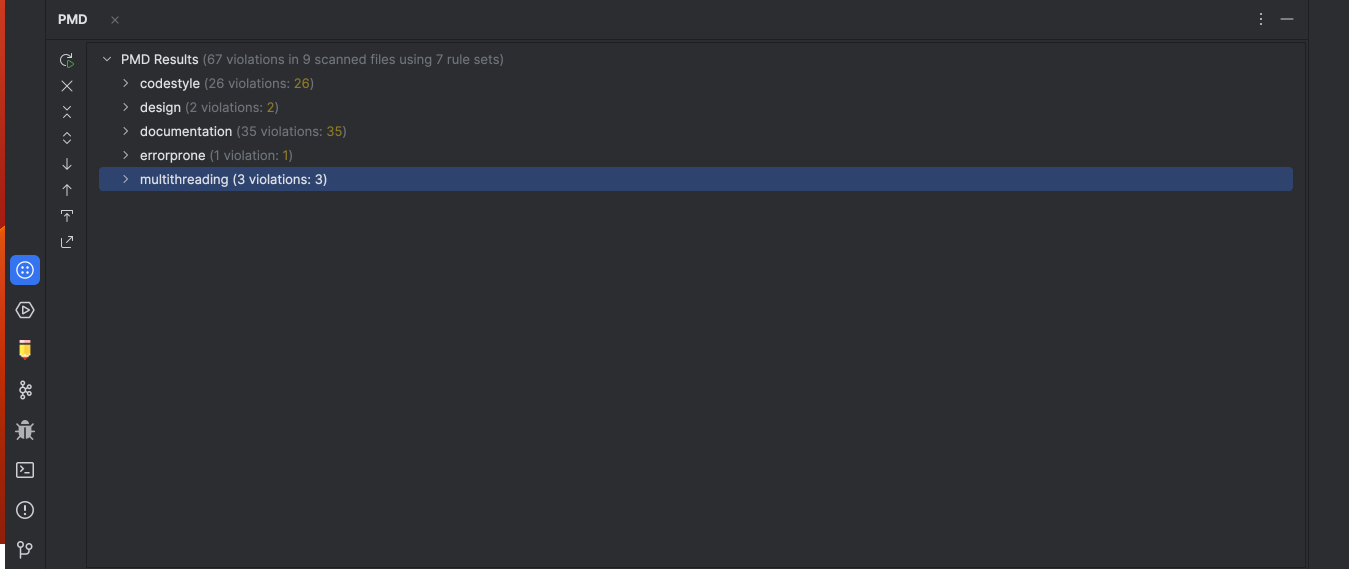 PMD
PMD Results (67 violations in 9 scanned files using 7 rule sets)
codestyle (26 violations: 26)
design (2 violations: 2)
documentation (35 violations: 35)
errorprone (1 violation: 1)
multithreading (3 violations: 3)